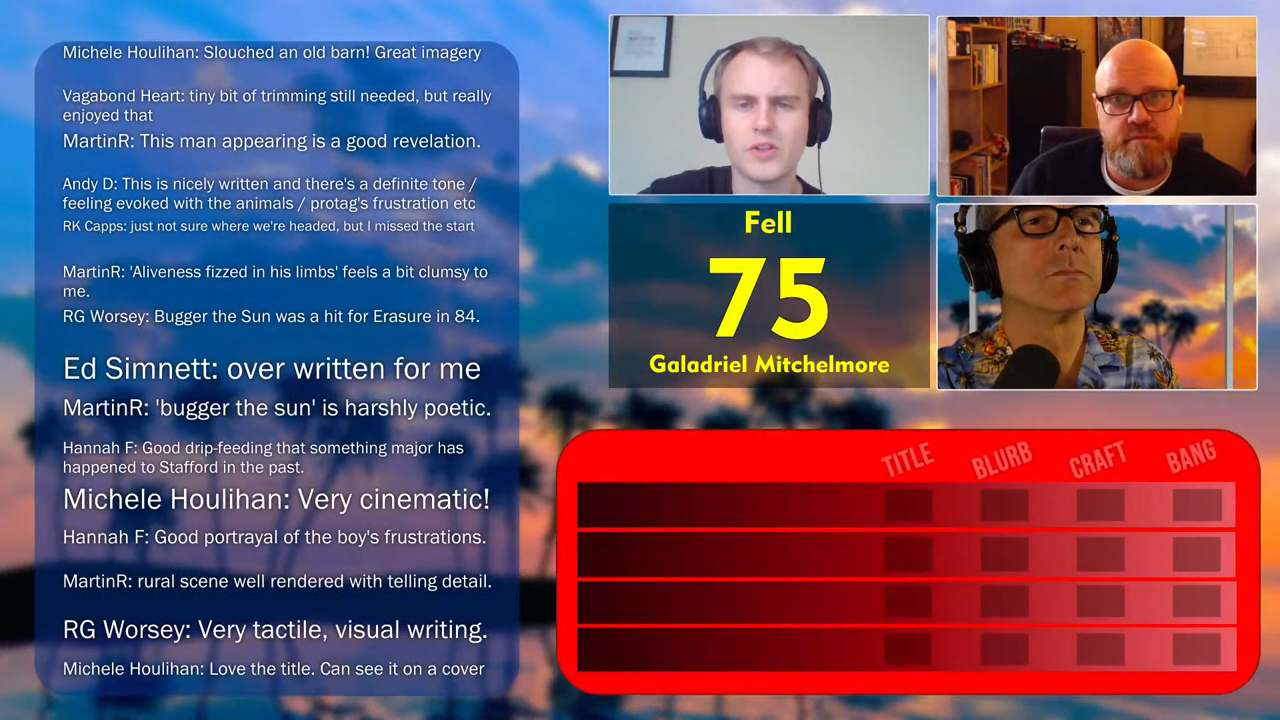 Michele Houlihan: Slouched an old barn! Great imagery
Vagabond Heart: tiny bit of trimming still needed, but really
enjoyed that
MartinR: This man appearing is a good revelation.
Andy D: This is nicely written and there's a definite tone /
feeling evoked with the animals / protag's frustration etc
RK Capps: just not sure where we're headed, but I missed the start
MartinR: 'Aliveness fizzed in his limbs' feels a bit clumsy to
me.
RG Worsey: Bugger the Sun was a hit for Erasure in 84.
Ed Simnett: over written for me
MartinR: 'bugger the sun' is harshly poetic.
Hannah F: Good drip-feeding that something major has
happened to Stafford in the past.
Michele Houlihan: Very cinematic!
Hannah F: Good portrayal of the boy's frustrations.
MartinR: rural scene well rendered with telling detail.
RG Worsey: Very tactile, visual writing.
Michele Houlihan: Love the title. Can see it on a cover
Fell
75
Galadriel Mitchelmore
TITLE BLURB CRAFT BANG